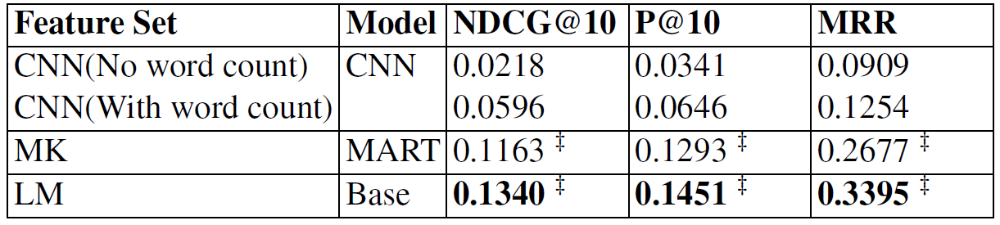 Feature Set Model NDCG@10 P@10 MRR
CNN(No word count) CNN 0.0218 0.0341 0.0909
CNN(With word count) 0.0596 0.0646 0.1254
MK MART 0.1163 ‡ 0.1293 ‡ 0.2677 ‡
LM Base 0.1340 ‡ 0.1451 ‡ 0.3395 ‡